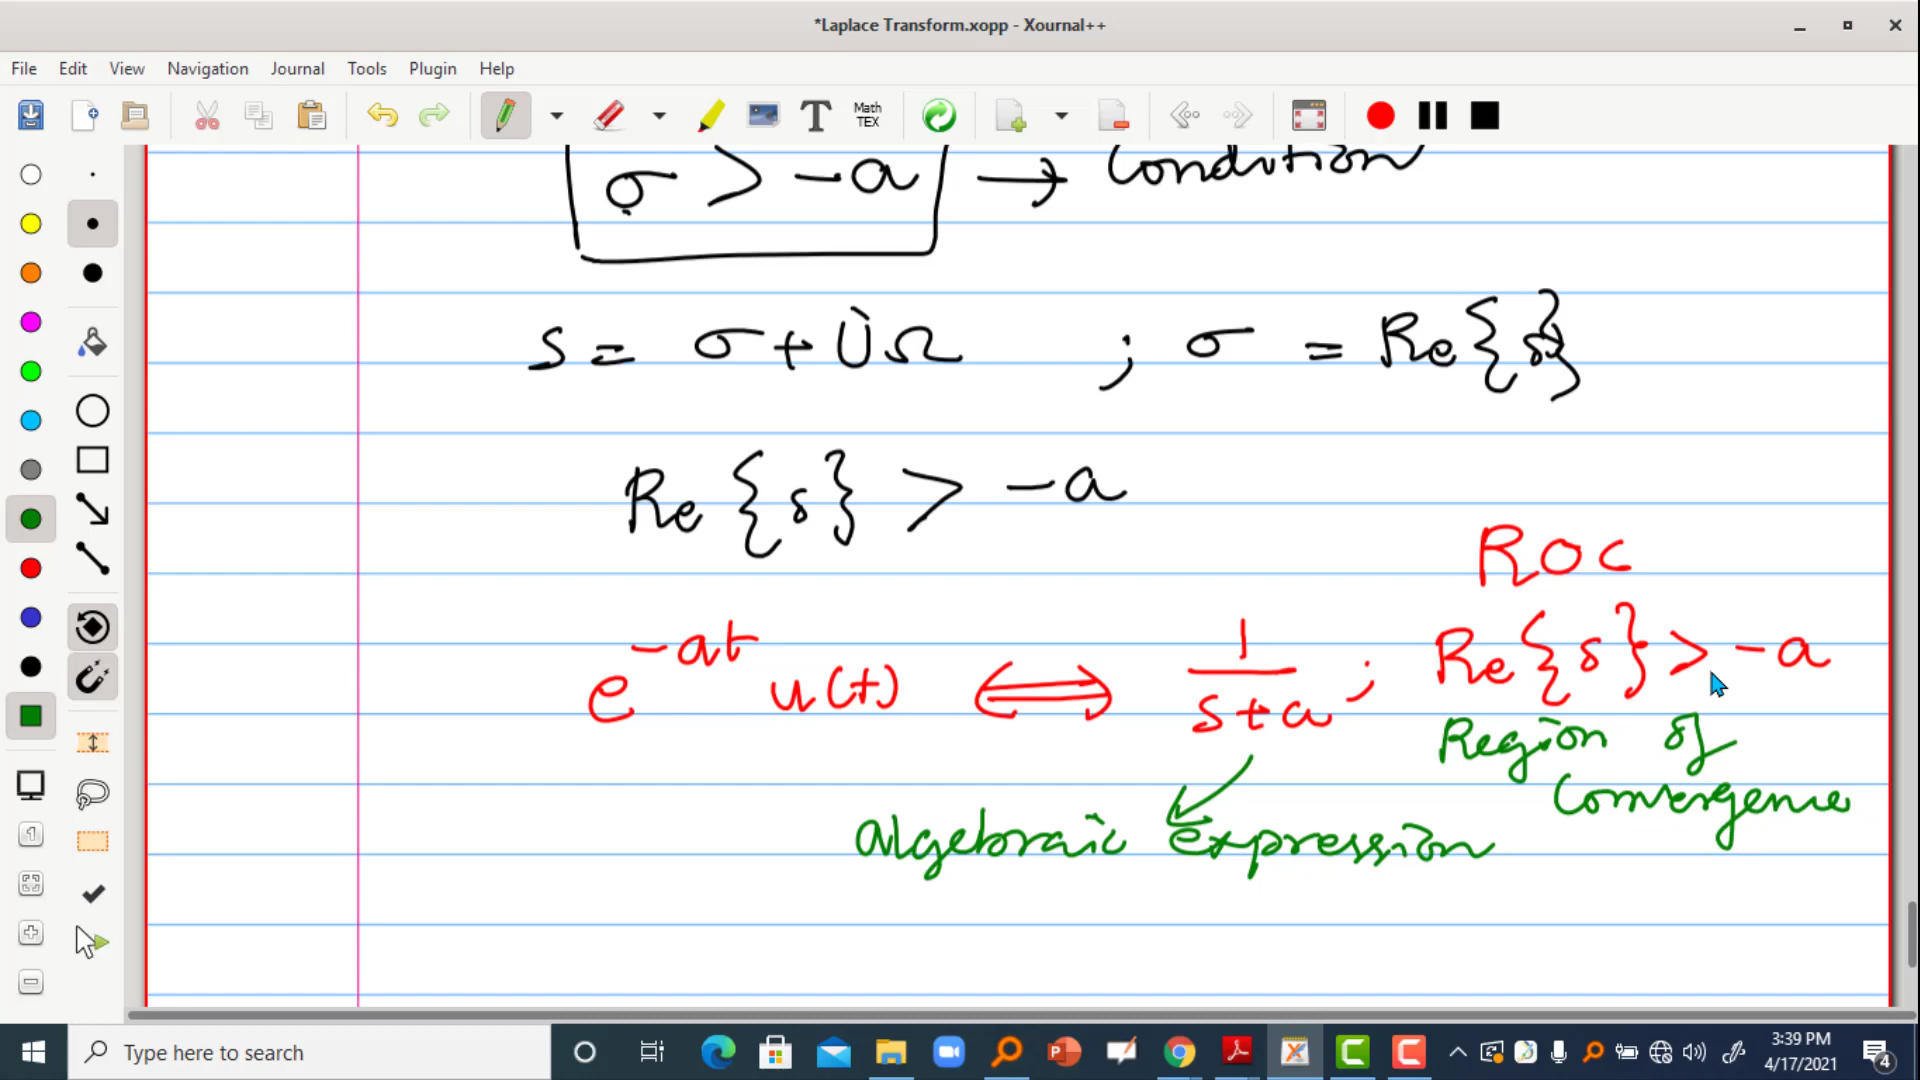 *Laplace Transform.xopp - Xournal++
File Edit View Navigation Journal Tools Plugin Help
Math
TEX
σ > -a → Condition
s = σ + jΩ ; σ = Re{s}
Re{s} > -a
ROC
e^{-at} u(t) ⟺ 1/(s+a) ; Re{s} > -a
Region of
Convergence
algebraic expression
Type here to search
3:39 PM
4/17/2021
4